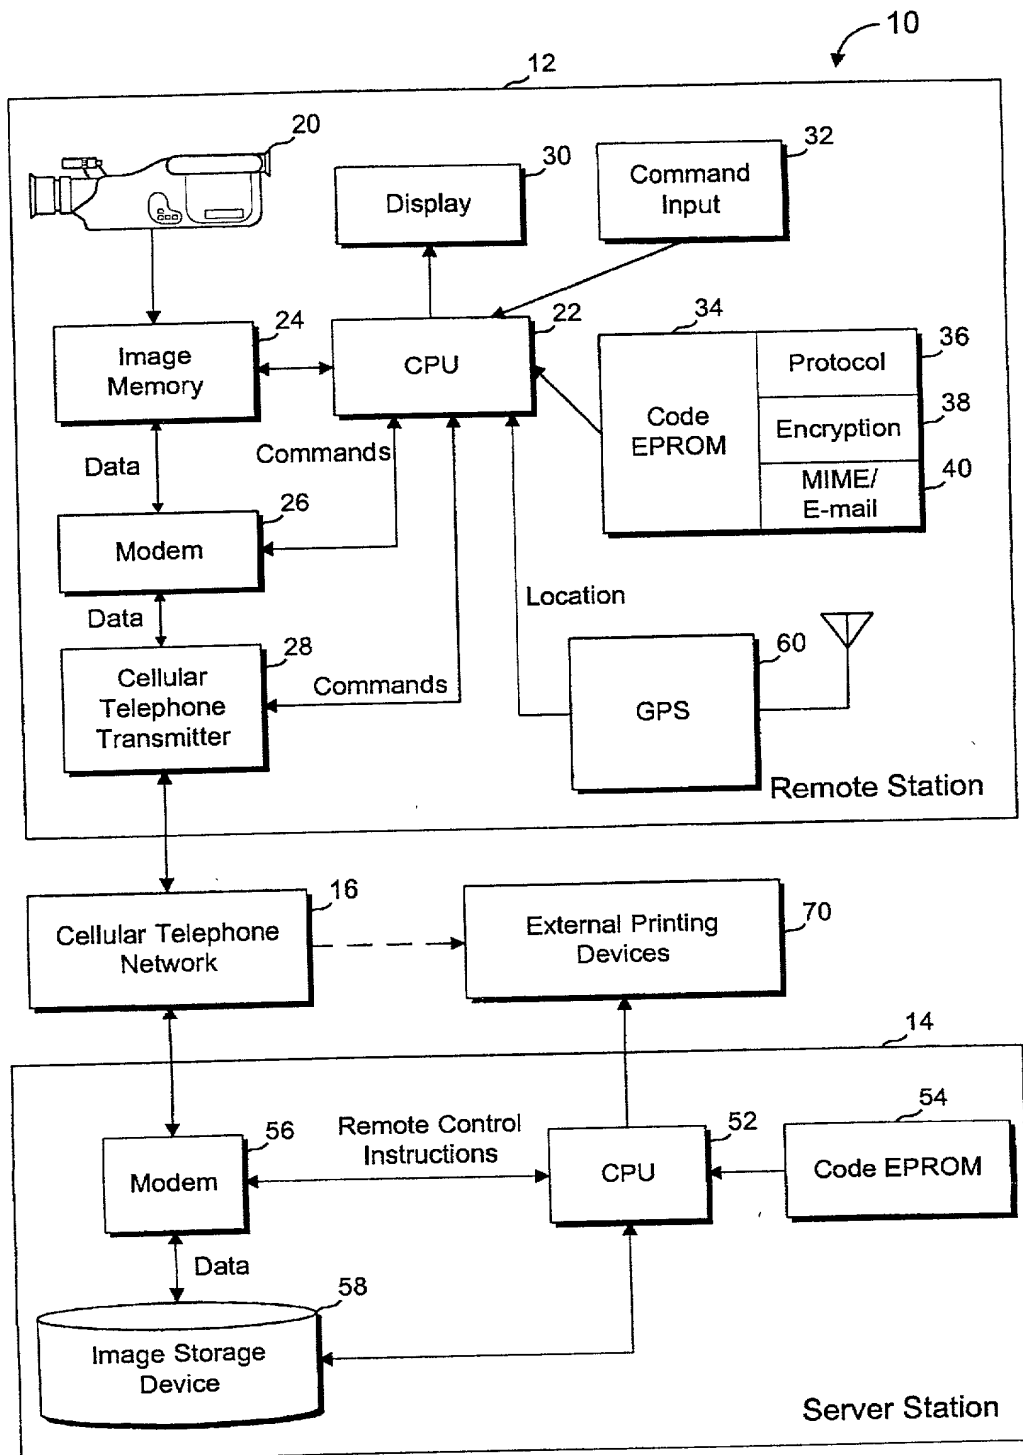 10
12
20
30
Display
32
Command
Input
24
Image
Memory
22
CPU
34
Code
EPROM
Protocol
36
Encryption
38
MIME/
E-mail
40
Data
Commands
26
Modem
Data
Location
28
Cellular
Telephone
Transmitter
Commands
60
GPS
Remote Station
16
Cellular Telephone
Network
External Printing
Devices
70
14
56
Modem
Remote Control
Instructions
52
CPU
54
Code EPROM
Data
58
Image Storage
Device
Server Station